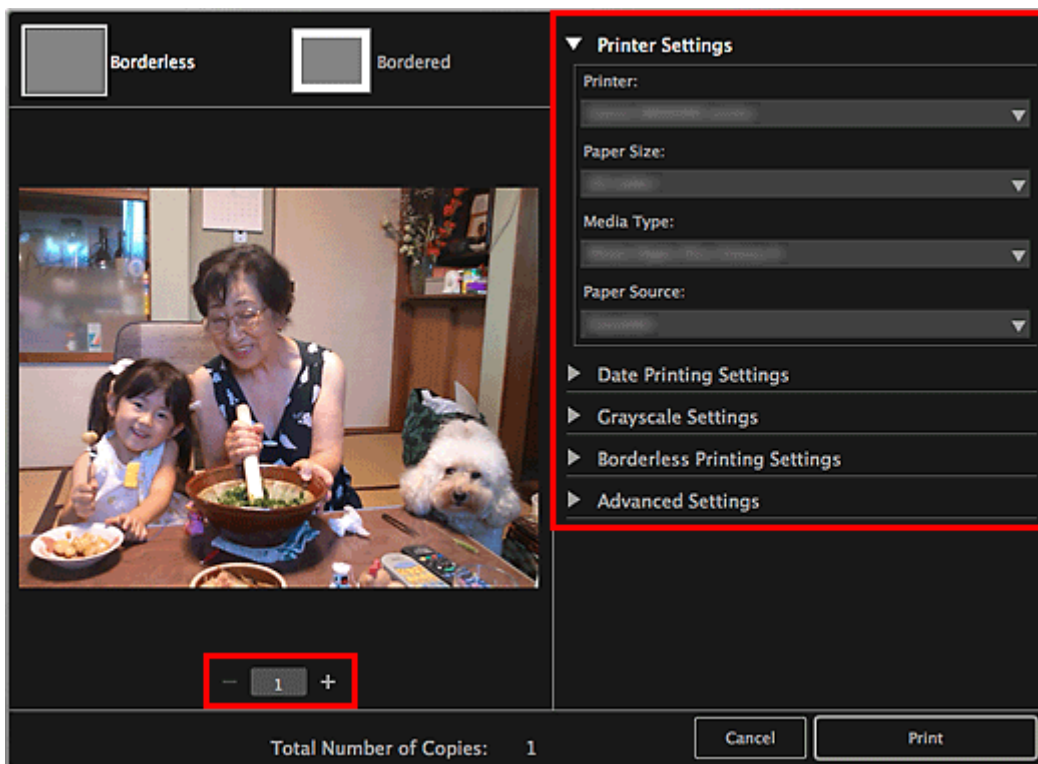 Borderless
Bordered
Printer Settings
Printer:
Paper Size:
Media Type:
Paper Source:
Date Printing Settings
Grayscale Settings
Borderless Printing Settings
Advanced Settings
1
Total Number of Copies: 1
Cancel
Print